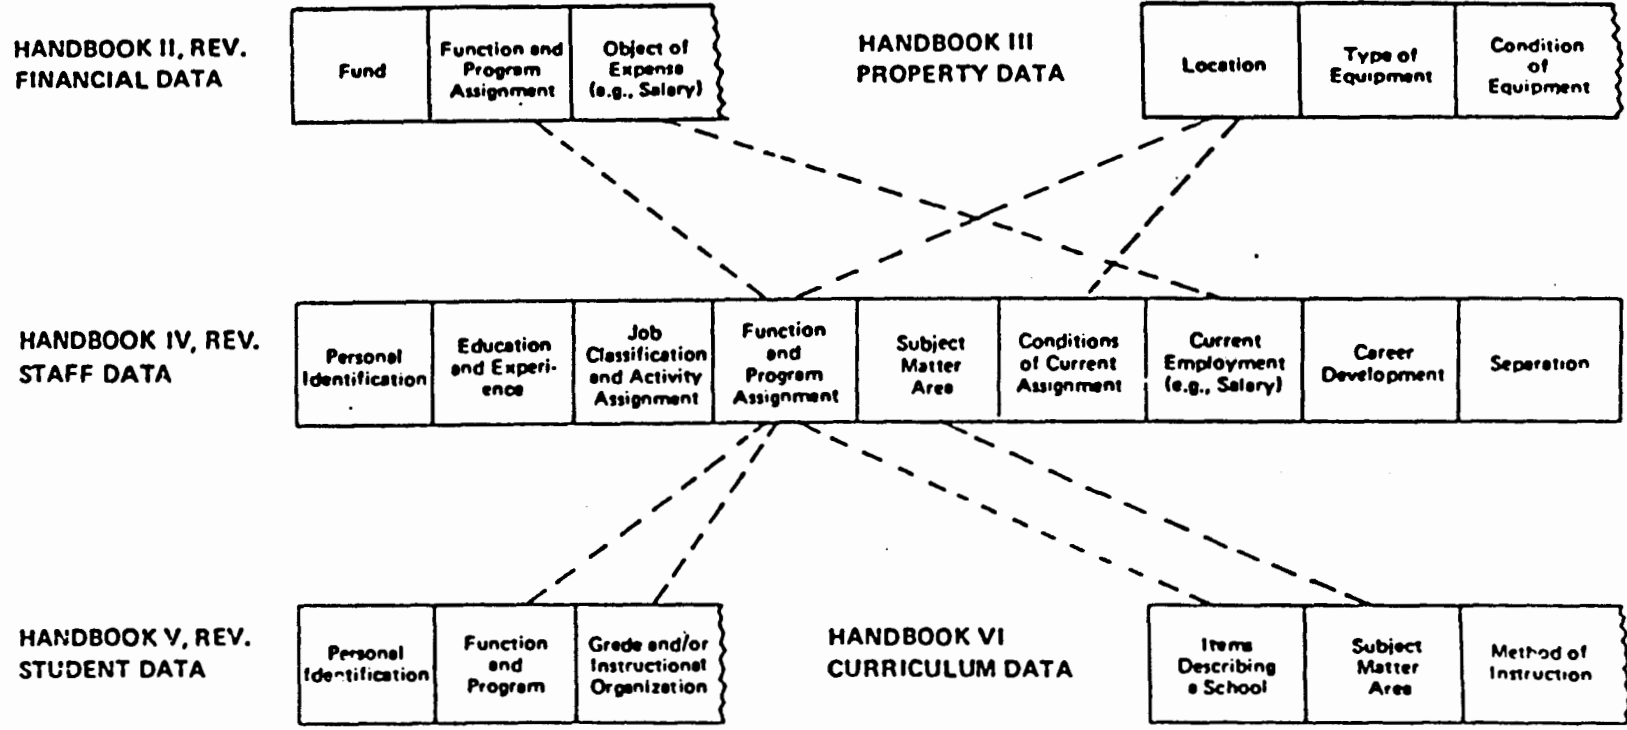 HANDBOOK II, REV.
FINANCIAL DATA
Fund
Function and
Program
Assignment
Object of
Expense
(e.g., Salary)
HANDBOOK III
PROPERTY DATA
Location
Type of
Equipment
Condition
of
Equipment
HANDBOOK IV, REV.
STAFF DATA
Personal
Identification
Education
and Experi-
ence
Job
Classification
and Activity
Assignment
Function
and
Program
Assignment
Subject
Matter
Area
Conditions
of Current
Assignment
Current
Employment
(e.g., Salary)
Career
Development
Separation
HANDBOOK V, REV.
STUDENT DATA
Personal
Identification
Function
and
Program
Grade and/or
Instructional
Organization
HANDBOOK VI
CURRICULUM DATA
Items
Describing
a School
Subject
Matter
Area
Method of
Instruction